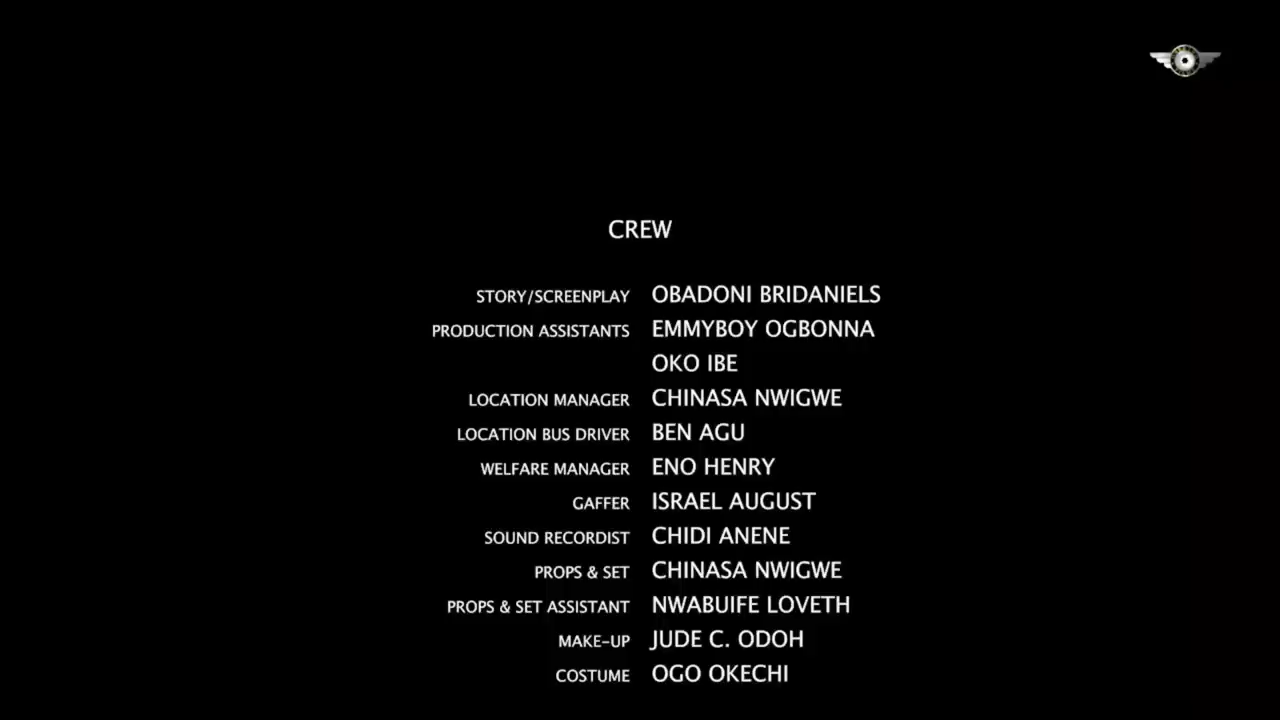 CREW
STORY/SCREENPLAY OBADONI BRIDANIELS
PRODUCTION ASSISTANTS EMMYBOY OGBONNA
OKO IBE
LOCATION MANAGER CHINASA NWIGWE
LOCATION BUS DRIVER BEN AGU
WELFARE MANAGER ENO HENRY
GAFFER ISRAEL AUGUST
SOUND RECORDIST CHIDI ANENE
PROPS & SET CHINASA NWIGWE
PROPS & SET ASSISTANT NWABUIFE LOVETH
MAKE-UP JUDE C. ODOH
COSTUME OGO OKECHI